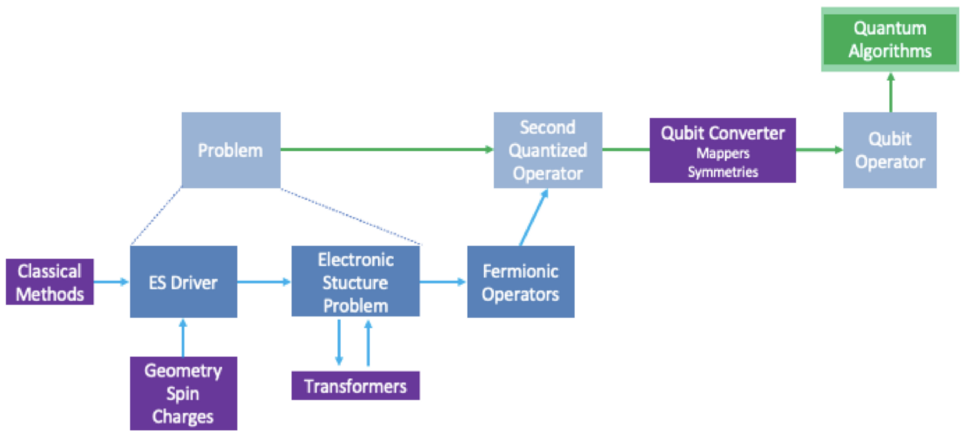 Quantum
Algorithms
Problem
Second
Quantized
Operator
Qubit Converter
Mappers
Symmetries
Qubit
Operator
Classical
Methods
ES Driver
Electronic
Stucture
Problem
Fermionic
Operators
Geometry
Spin
Charges
Transformers